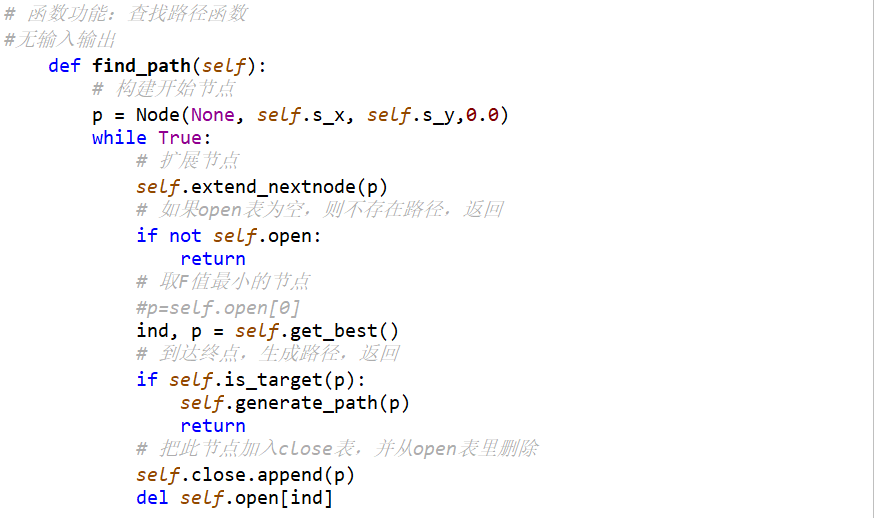 # 函数功能：查找路径函数
#无输入输出
    def find_path(self):
        # 构建开始节点
        p = Node(None, self.s_x, self.s_y,0.0)
        while True:
            # 扩展节点
            self.extend_nextnode(p)
            # 如果open表为空，则不存在路径，返回
            if not self.open:
                return
            # 取F值最小的节点
            #p=self.open[0]
            ind, p = self.get_best()
            # 到达终点，生成路径，返回
            if self.is_target(p):
                self.generate_path(p)
                return
            # 把此节点加入close表，并从open表里删除
            self.close.append(p)
            del self.open[ind]